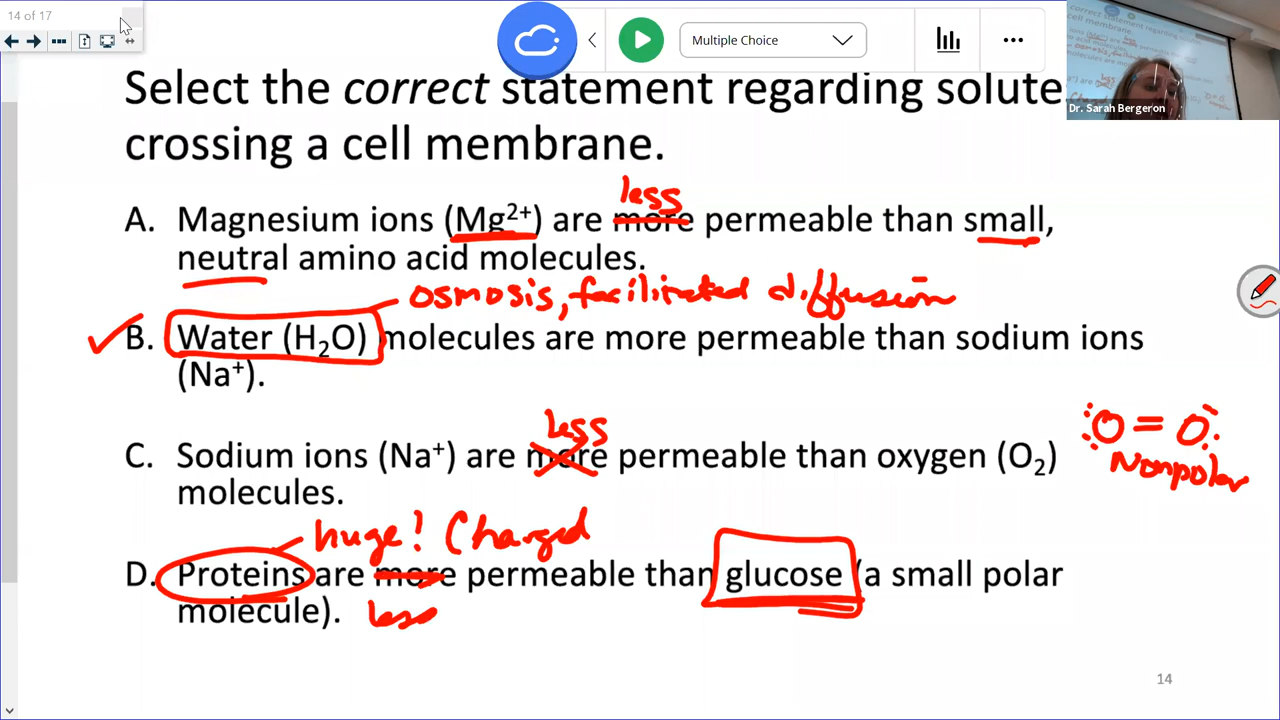 14 of 17
Multiple Choice
Dr. Sarah Bergeron
Select the correct statement regarding solute
crossing a cell membrane.
less
A. Magnesium ions (Mg²⁺) are more permeable than small,
neutral amino acid molecules.
osmosis, facilitated diffusion
B. Water (H₂O) molecules are more permeable than sodium ions
(Na⁺).
less
:O = O:
C. Sodium ions (Na⁺) are more permeable than oxygen (O₂)
Nonpolar
molecules.
huge! Charged
D. Proteins are more permeable than glucose (a small polar
molecule). less
14